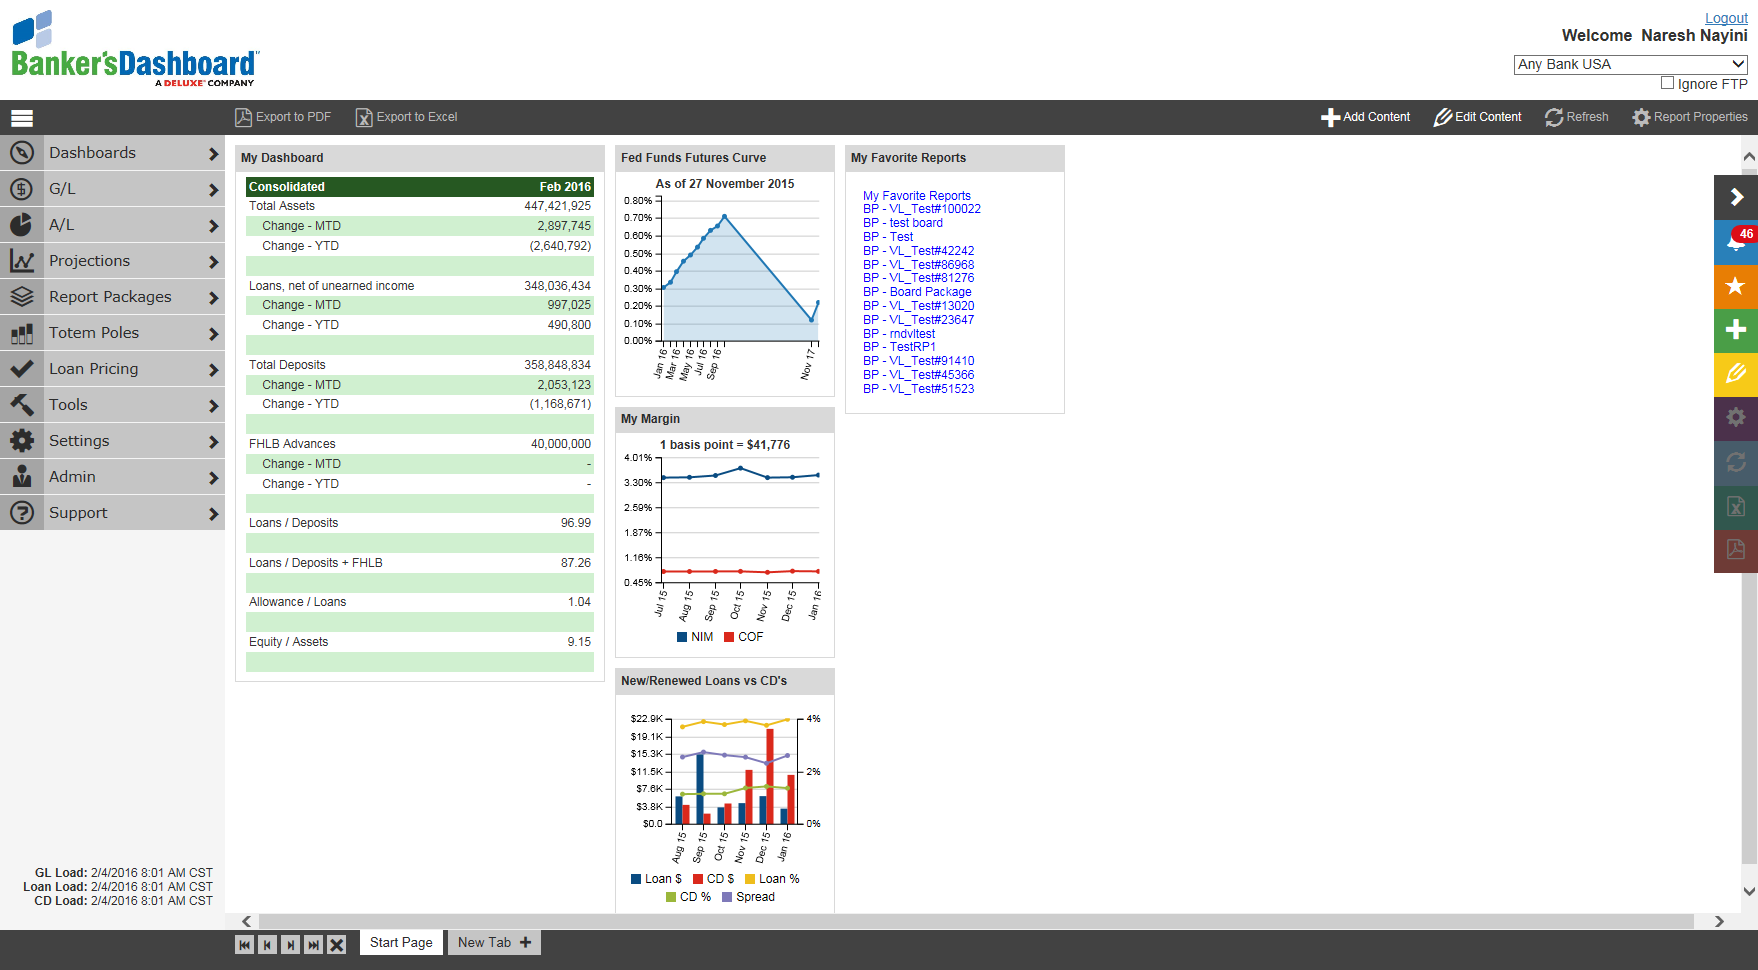 Logout
Welcome Naresh Nayini
Banker'sDashboard
A DELUXE COMPANY
Any Bank USA
Ignore FTP
Export to PDF Export to Excel Add Content Edit Content Refresh Report Properties
Dashboards
G/L
A/L
Projections
Report Packages
Totem Poles
Loan Pricing
Tools
Settings
Admin
Support
GL Load: 2/4/2016 8:01 AM CST
Loan Load: 2/4/2016 8:01 AM CST
CD Load: 2/4/2016 8:01 AM CST
My Dashboard
Consolidated Feb 2016
Total Assets 447,421,925
Change - MTD 2,897,745
Change - YTD (2,640,792)
Loans, net of unearned income 348,036,434
Change - MTD 997,025
Change - YTD 490,800
Total Deposits 358,848,834
Change - MTD 2,053,123
Change - YTD (1,168,671)
FHLB Advances 40,000,000
Change - MTD -
Change - YTD -
Loans / Deposits 96.99
Loans / Deposits + FHLB 87.26
Allowance / Loans 1.04
Equity / Assets 9.15
Fed Funds Futures Curve
As of 27 November 2015
0.80%
0.70%
0.60%
0.50%
0.40%
0.30%
0.20%
0.10%
0.00%
Jan 16 Mar 16 May 16 Jul 16 Sep 16 Nov 17
My Margin
1 basis point = $41,776
4.01%
3.30%
2.59%
1.87%
1.16%
0.45%
Jul 15 Aug 15 Sep 15 Oct 15 Nov 15 Dec 15 Jan 16
NIM COF
New/Renewed Loans vs CD's
$22.9K 4%
$19.1K
$15.3K
$11.5K 2%
$7.6K
$3.8K
$0.0 0%
Aug 15 Sep 15 Oct 15 Nov 15 Dec 15 Jan 16
Loan $ CD $ Loan %
CD % Spread
My Favorite Reports
My Favorite Reports
BP - VL_Test#100022
BP - test board
BP - Test
BP - VL_Test#42242
BP - VL_Test#86968
BP - VL_Test#81276
BP - Board Package
BP - VL_Test#13020
BP - VL_Test#23647
BP - rndvltest
BP - TestRP1
BP - VL_Test#91410
BP - VL_Test#45366
BP - VL_Test#51523
46
Start Page New Tab